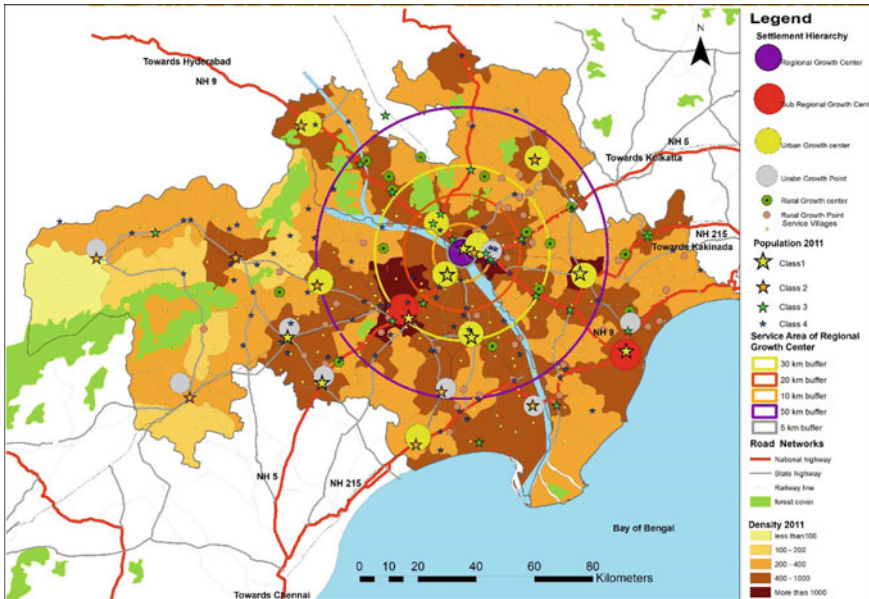 Towards Hyderabad
NH 9
N
NH 5
Towards Kolkatta
NH 215
Towards Kakinada
NH 9
NH 5
NH 215
Towards Chennai
Bay of Bengal
0 10 20 40 60 80
Kilometers
Legend
Settlement Hierarchy
Regional Growth Center
Sub Regional Growth Cent
Urban Growth center
Urabn Growth Point
Rural Growth center
Rural Growth Point
Service Villages
Population 2011
Class1
Class 2
Class 3
Class 4
Service Area of Regional
Growth Center
30 km buffer
20 km buffer
10 km buffer
50 km buffer
5 km buffer
Road Networks
National highway
State highway
Railway line
forest cover
Density 2011
less than100
100 - 200
200 - 400
400 - 1000
More than 1000